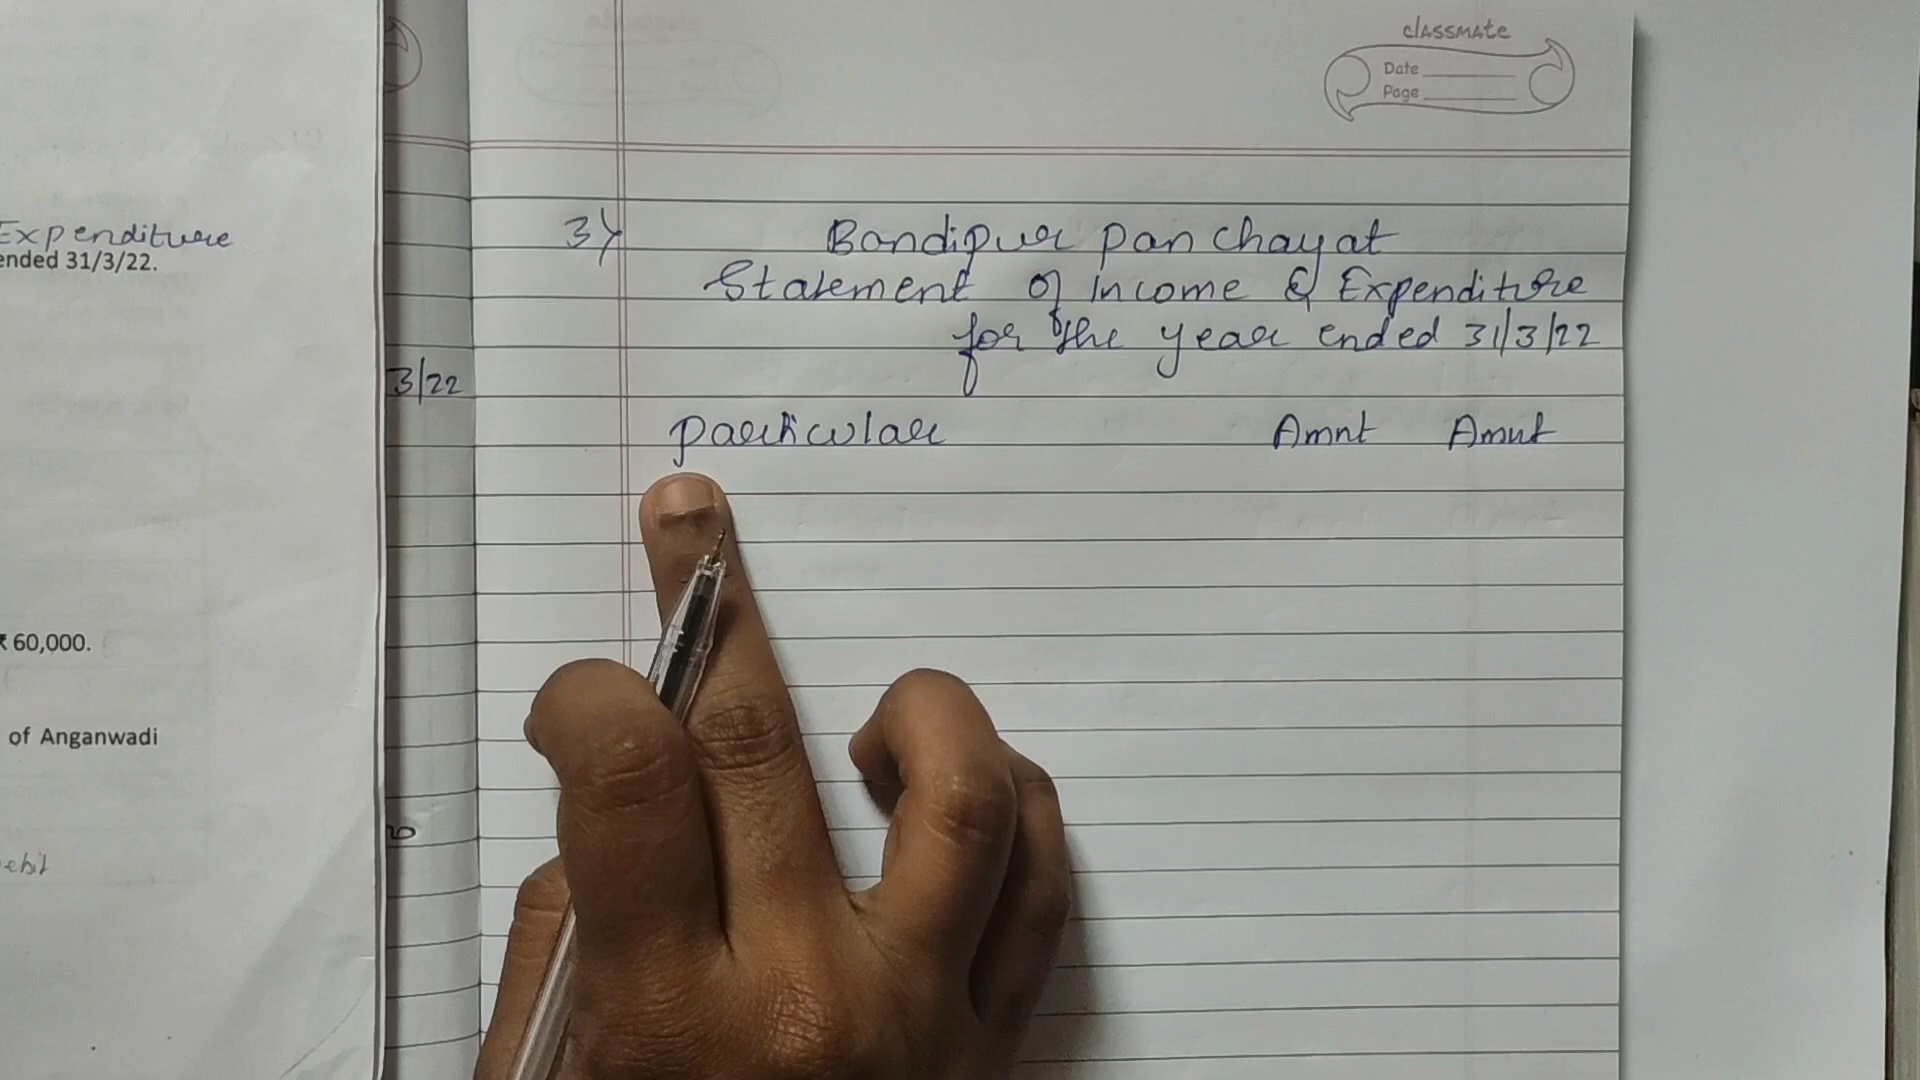 Expenditure
ended 31/3/22.
₹ 60,000.
of Anganwadi
3/22
classmate
Date
Page
3) Bandipur panchayat
Statement of income & Expenditure
for the year ended 31/3/22
particular Amnt Amnt